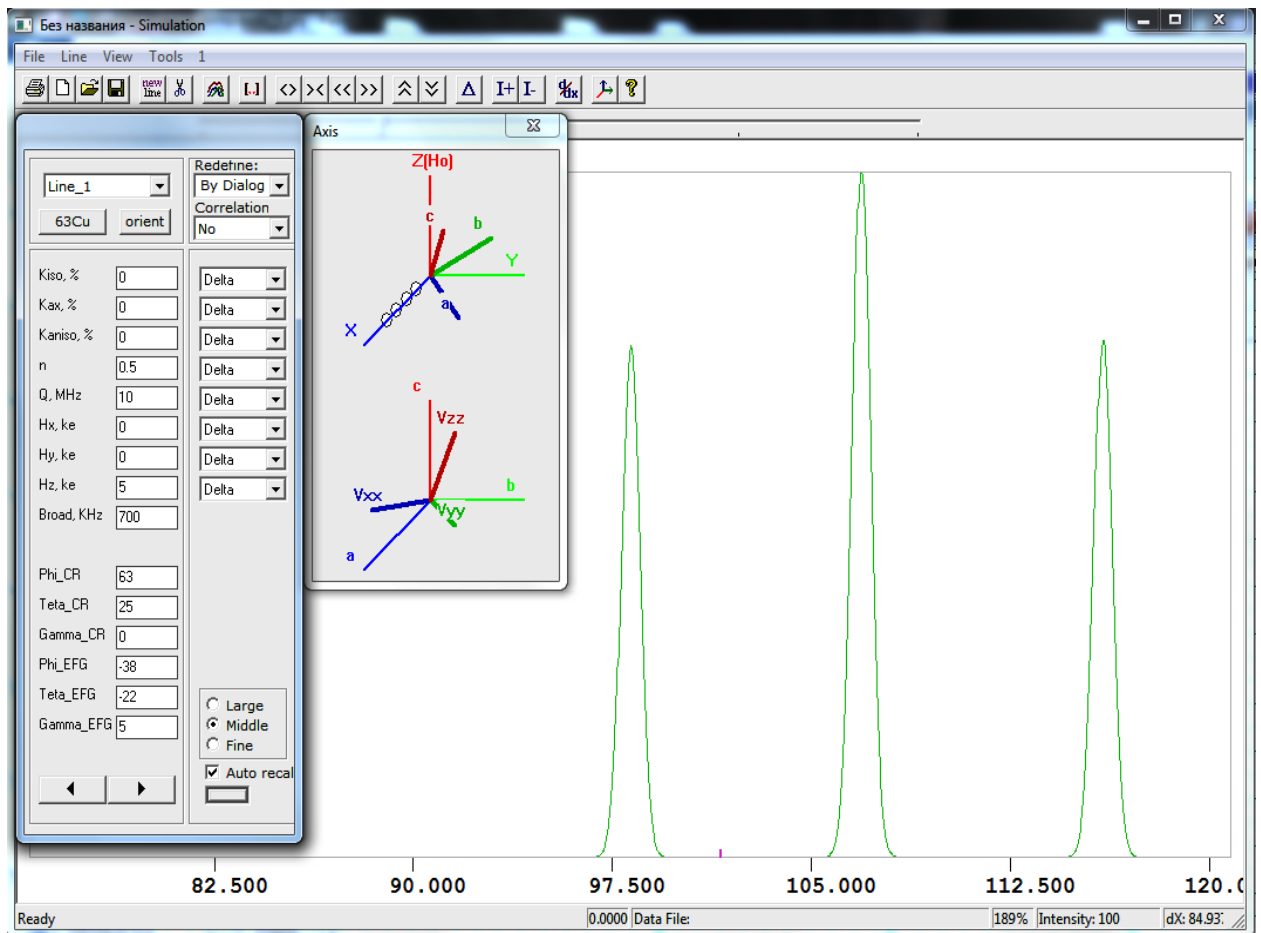 Без названия - Simulation
File Line View Tools 1
new line [.] <> >< << >> Δ I+ I- d/dx ?
Axis
Line_1
63Cu orient
Redefine:
By Dialog
Correlation
No
Kiso, % 0 Delta
Kax, % 0 Delta
Kaniso, % 0 Delta
n 0.5 Delta
Q, MHz 10 Delta
Hx, ke 0 Delta
Hy, ke 0 Delta
Hz, ke 5 Delta
Broad, KHz 700
Phi_CR 63
Teta_CR 25
Gamma_CR 0
Phi_EFG -38
Teta_EFG -22
Gamma_EFG 5
Large
Middle
Fine
Auto recal
Z(Ho)
c
b
Y
a
X
c
Vzz
b
Vxx
Vyy
a
82.500 90.000 97.500 105.000 112.500 120.0
Ready 0.0000 Data File: 189% Intensity: 100 dX: 84.937